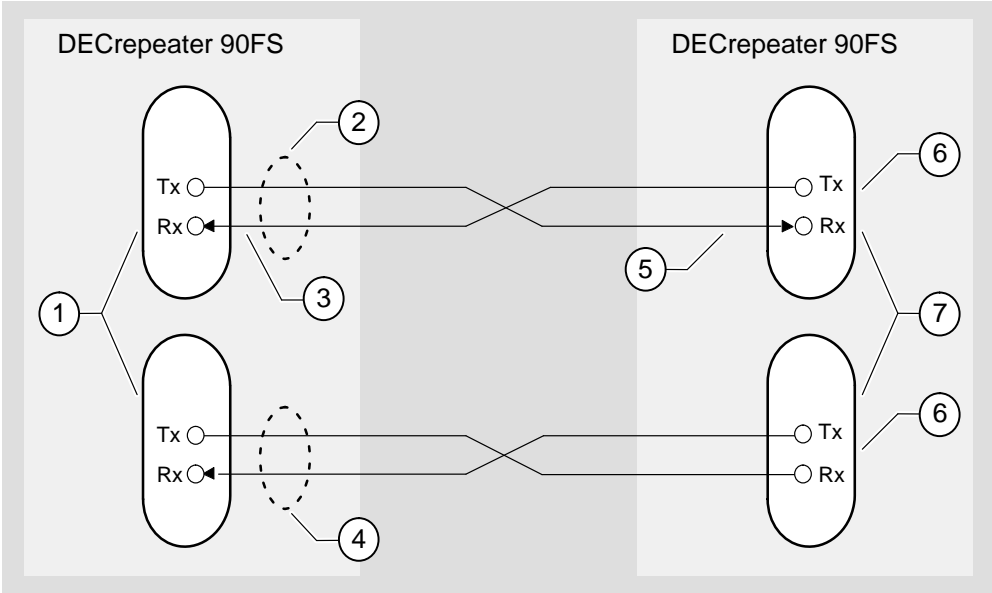 DECrepeater 90FS
DECrepeater 90FS
2
6
Tx
Tx
Rx
Rx
5
3
1
7
6
Tx
Tx
Rx
Rx
4